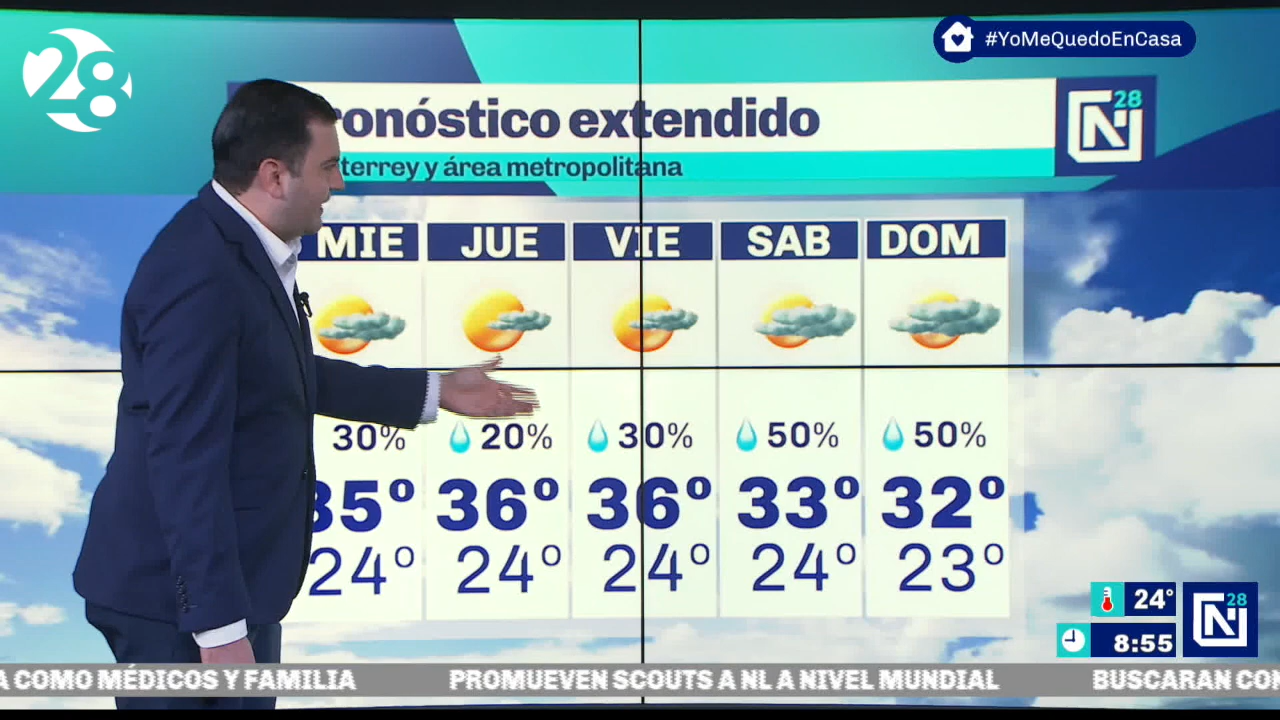 28
#YoMeQuedoEnCasa
ronóstico extendido
28
N
terrey y área metropolitana
MIE JUE VIE SAB DOM
30% 20% 30% 50% 50%
35° 36° 36° 33° 32°
24° 24° 24° 24° 23°
24°
8:55
28
N
A COMO MÉDICOS Y FAMILIA PROMUEVEN SCOUTS A NL A NIVEL MUNDIAL BUSCARAN CON